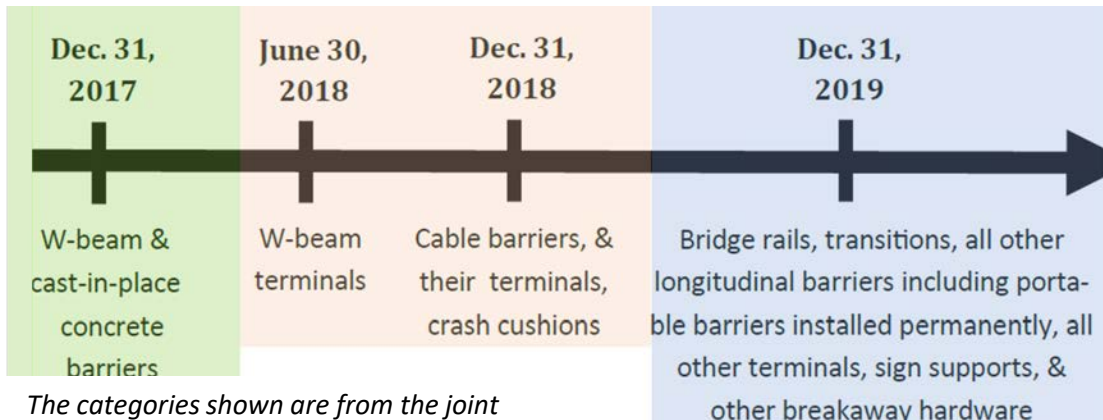 Dec. 31,
2017
June 30,
2018
Dec. 31,
2018
Dec. 31,
2019
W-beam &
cast-in-place
concrete
barriers
W-beam
terminals
Cable barriers, &
their terminals,
crash cushions
Bridge rails, transitions, all other
longitudinal barriers including porta-
ble barriers installed permanently, all
other terminals, sign supports, &
other breakaway hardware
The categories shown are from the joint